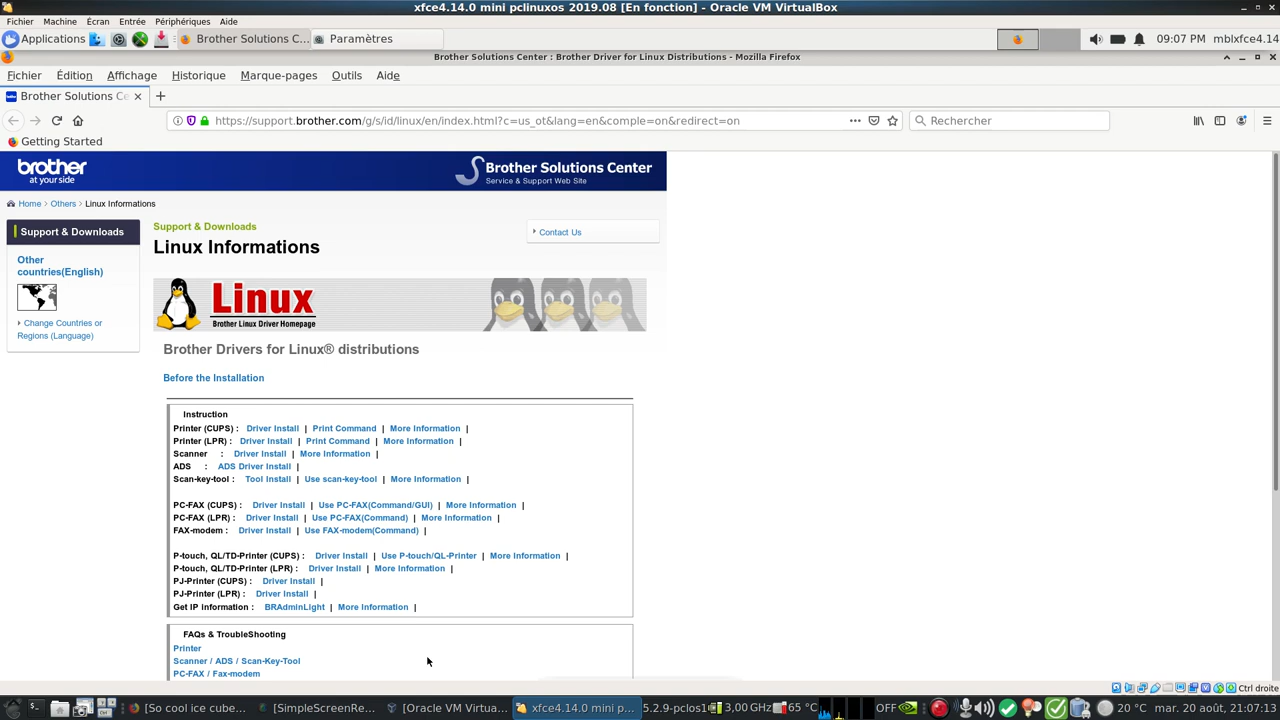 xfce4.14.0 mini pclinuxos 2019.08 [En fonction] - Oracle VM VirtualBox
Fichier Machine Écran Entrée Périphériques Aide
Applications Brother Solutions C... Paramètres 09:07 PM mblxfce4.14
Brother Solutions Center : Brother Driver for Linux Distributions - Mozilla Firefox
Fichier Édition Affichage Historique Marque-pages Outils Aide
Brother Solutions Ce
https://support.brother.com/g/s/id/linux/en/index.html?c=us_ot&lang=en&comple=on&redirect=on Rechercher
Getting Started
brother at your side
Brother Solutions Center
Service & Support Web Site
Home > Others > Linux Informations
Support & Downloads
Other countries(English)
Change Countries or Regions (Language)
Support & Downloads
Linux Informations
Contact Us
Linux
Brother Linux Driver Homepage
Brother Drivers for Linux® distributions
Before the Installation
Instruction
Printer (CUPS) : Driver Install | Print Command | More Information |
Printer (LPR) : Driver Install | Print Command | More Information |
Scanner : Driver Install | More Information |
ADS : ADS Driver Install |
Scan-key-tool : Tool Install | Use scan-key-tool | More Information |
PC-FAX (CUPS) : Driver Install | Use PC-FAX(Command/GUI) | More Information |
PC-FAX (LPR) : Driver Install | Use PC-FAX(Command) | More Information |
FAX-modem : Driver Install | Use FAX-modem(Command) |
P-touch, QL/TD-Printer (CUPS) : Driver Install | Use P-touch/QL-Printer | More Information |
P-touch, QL/TD-Printer (LPR) : Driver Install | More Information |
PJ-Printer (CUPS) : Driver Install |
PJ-Printer (LPR) : Driver Install |
Get IP information : BRAdminLight | More Information |
FAQs & TroubleShooting
Printer
Scanner / ADS / Scan-Key-Tool
PC-FAX / Fax-modem
Ctrl droite
[So cool ice cube... [SimpleScreenRe... [Oracle VM Virtua... xfce4.14.0 mini p... 5.2.9-pclos1 3,00 GHz 65 °C OFF 20 °C mar. 20 août, 21:07:13